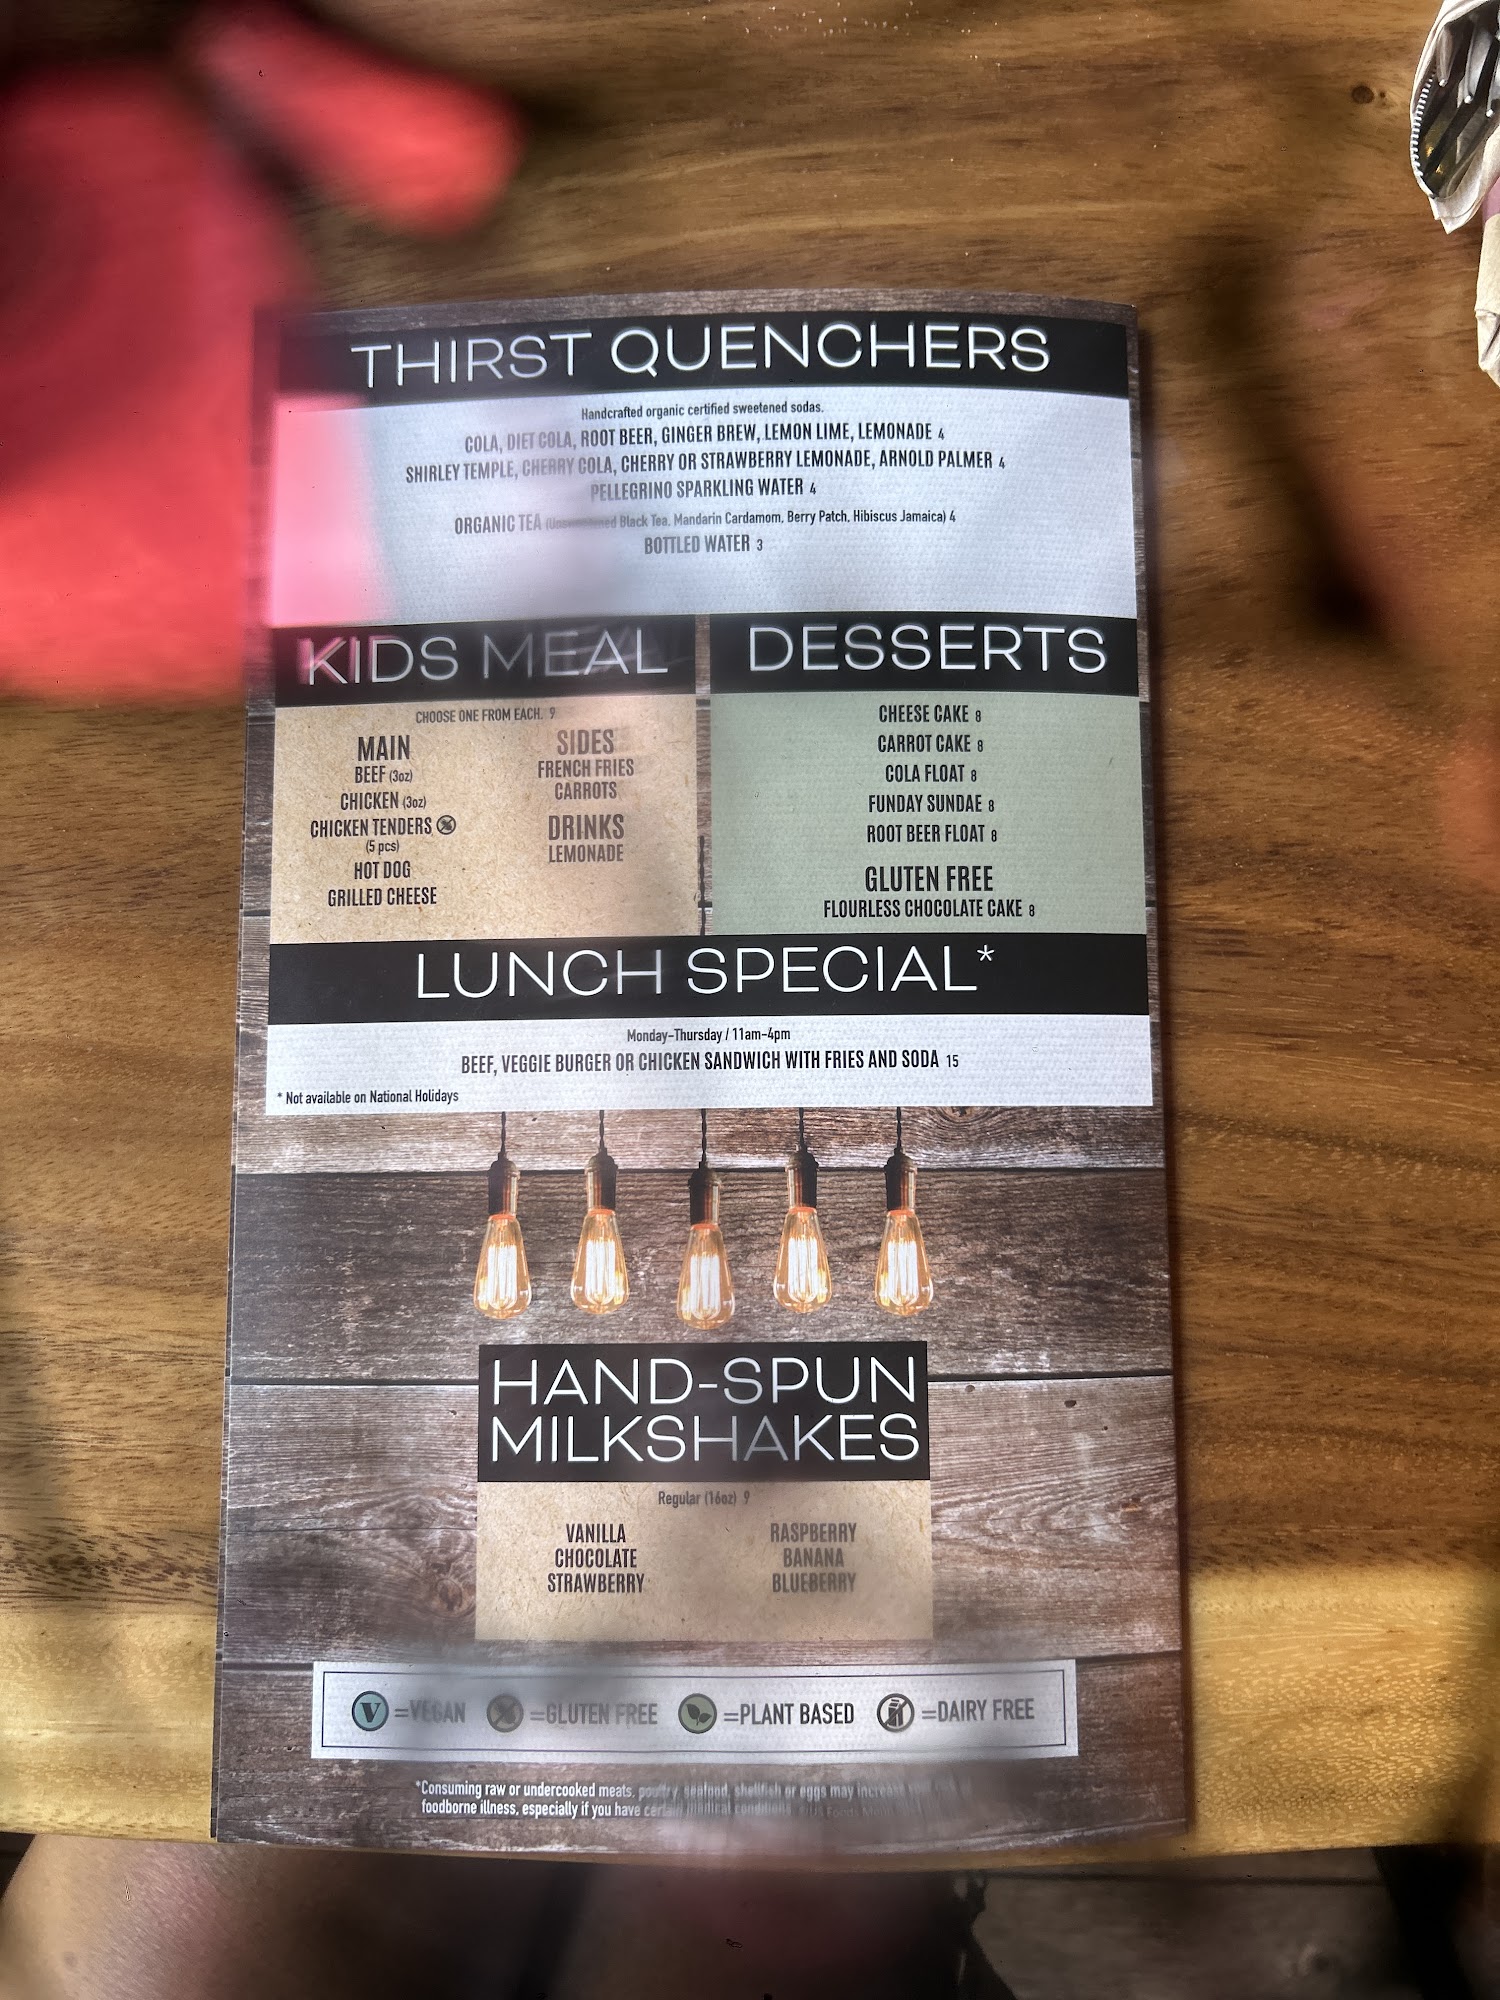 THIRST QUENCHERS
Handcrafted organic certified sweetened sodas.
COLA, DIET COLA, ROOT BEER, GINGER BREW, LEMON LIME, LEMONADE 4
SHIRLEY TEMPLE, CHERRY COLA, CHERRY OR STRAWBERRY LEMONADE, ARNOLD PALMER 4
PELLEGRINO SPARKLING WATER 4
ORGANIC TEA (Unsweetened Black Tea, Mandarin Cardamom, Berry Patch, Hibiscus Jamaica) 4
BOTTLED WATER 3
KIDS MEAL
CHOOSE ONE FROM EACH. 9
MAIN
BEEF (3oz)
CHICKEN (3oz)
CHICKEN TENDERS
(5 pcs)
HOT DOG
GRILLED CHEESE
SIDES
FRENCH FRIES
CARROTS
DRINKS
LEMONADE
DESSERTS
CHEESE CAKE 8
CARROT CAKE 8
COLA FLOAT 8
FUNDAY SUNDAE 8
ROOT BEER FLOAT 8
GLUTEN FREE
FLOURLESS CHOCOLATE CAKE 8
LUNCH SPECIAL*
Monday-Thursday / 11am-4pm
BEEF, VEGGIE BURGER OR CHICKEN SANDWICH WITH FRIES AND SODA 15
* Not available on National Holidays
HAND-SPUN
MILKSHAKES
Regular (16oz) 9
VANILLA
CHOCOLATE
STRAWBERRY
RASPBERRY
BANANA
BLUEBERRY
V =VEGAN =GLUTEN FREE =PLANT BASED =DAIRY FREE
*Consuming raw or undercooked meats, poultry, seafood, shellfish or eggs may increase
foodborne illness, especially if you have certain medical conditions